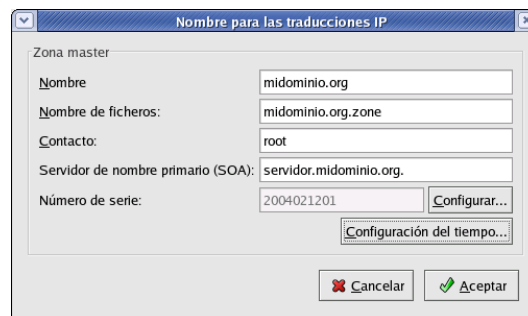 Nombre para las traducciones IP
Zona master
Nombre midominio.org
Nombre de ficheros: midominio.org.zone
Contacto: root
Servidor de nombre primario (SOA): servidor.midominio.org.
Número de serie: 2004021201 Configurar...
Configuración del tiempo...
Cancelar Aceptar